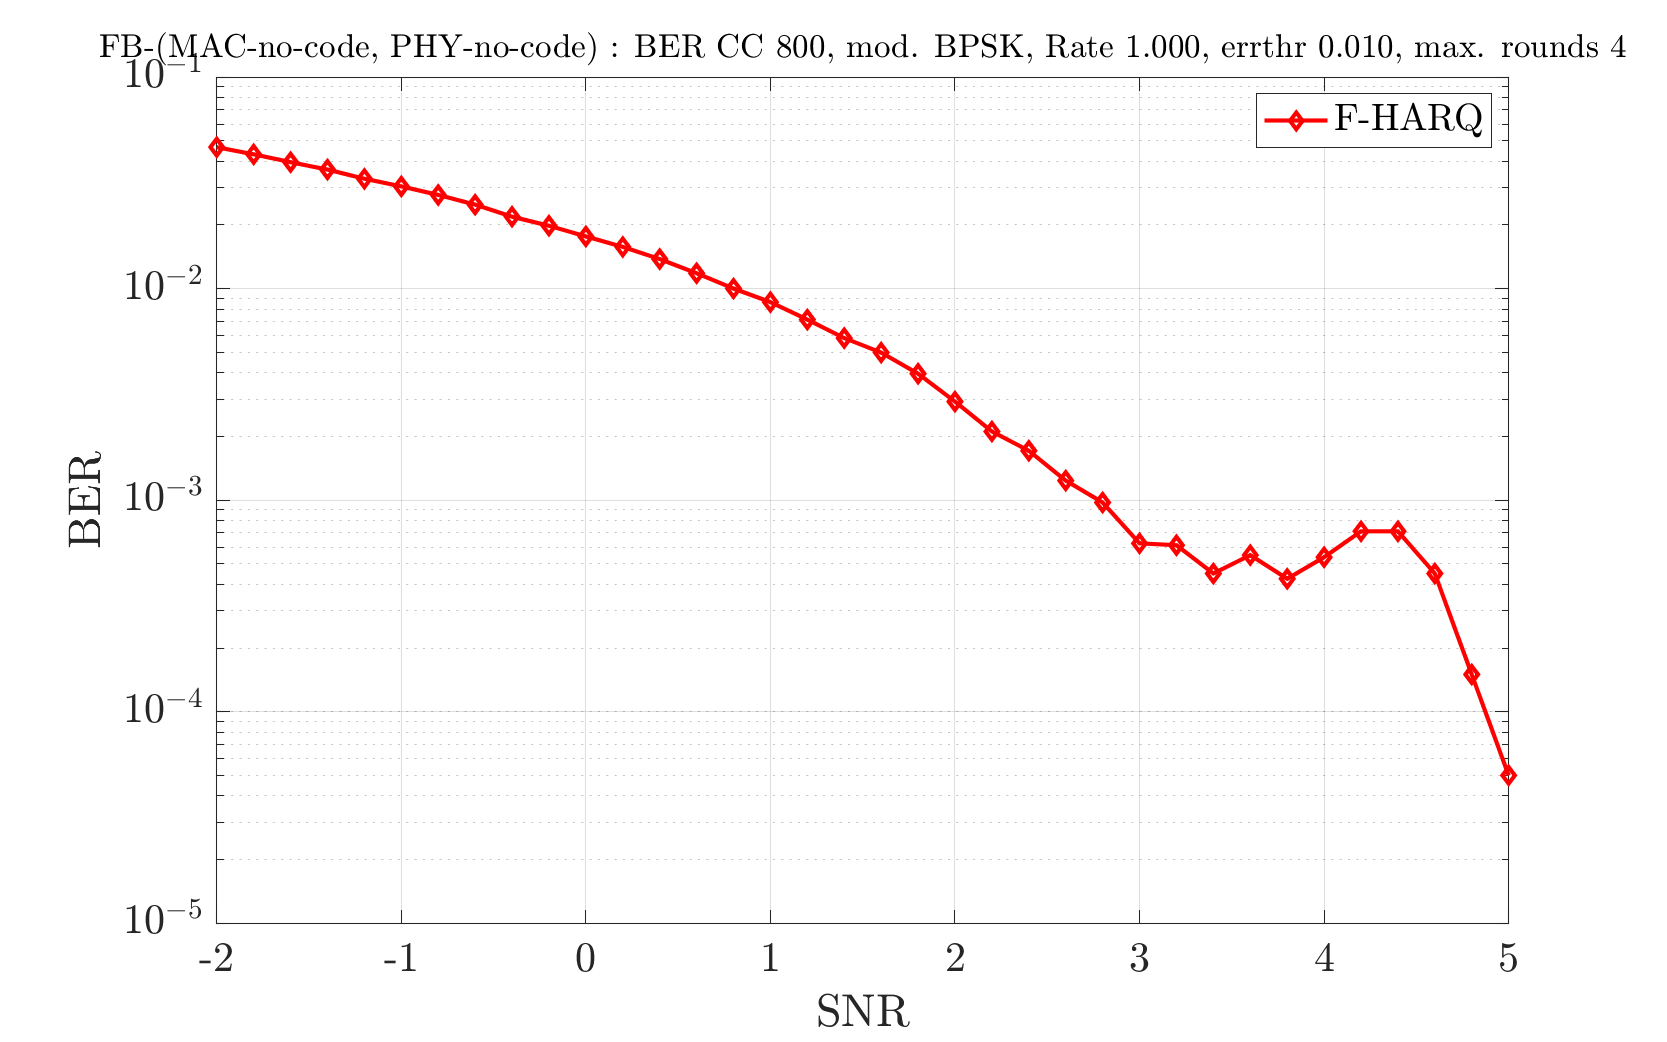 FB-(MAC-no-code, PHY-no-code) : BER CC 800, mod. BPSK, Rate 1.000, errthr 0.010, max. rounds 4
10^{-1}
F-HARQ
10^{-2}
BER
10^{-3}
10^{-4}
10^{-5}
-2 -1 0 1 2 3 4 5
SNR